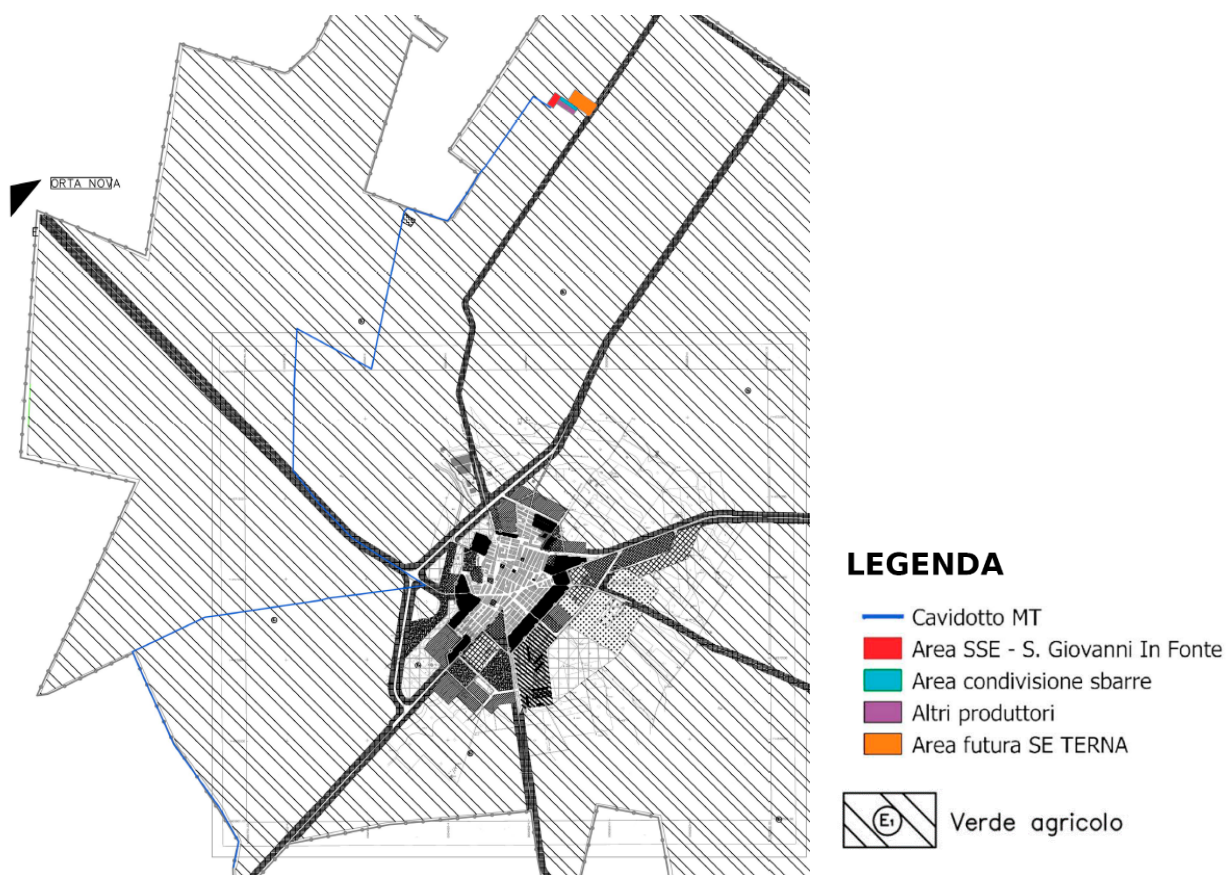 ORTA NOVA
E
LEGENDA
Cavidotto MT
Area SSE - S. Giovanni In Fonte
Area condivisione sbarre
Altri produttori
Area futura SE TERNA
E1 Verde agricolo